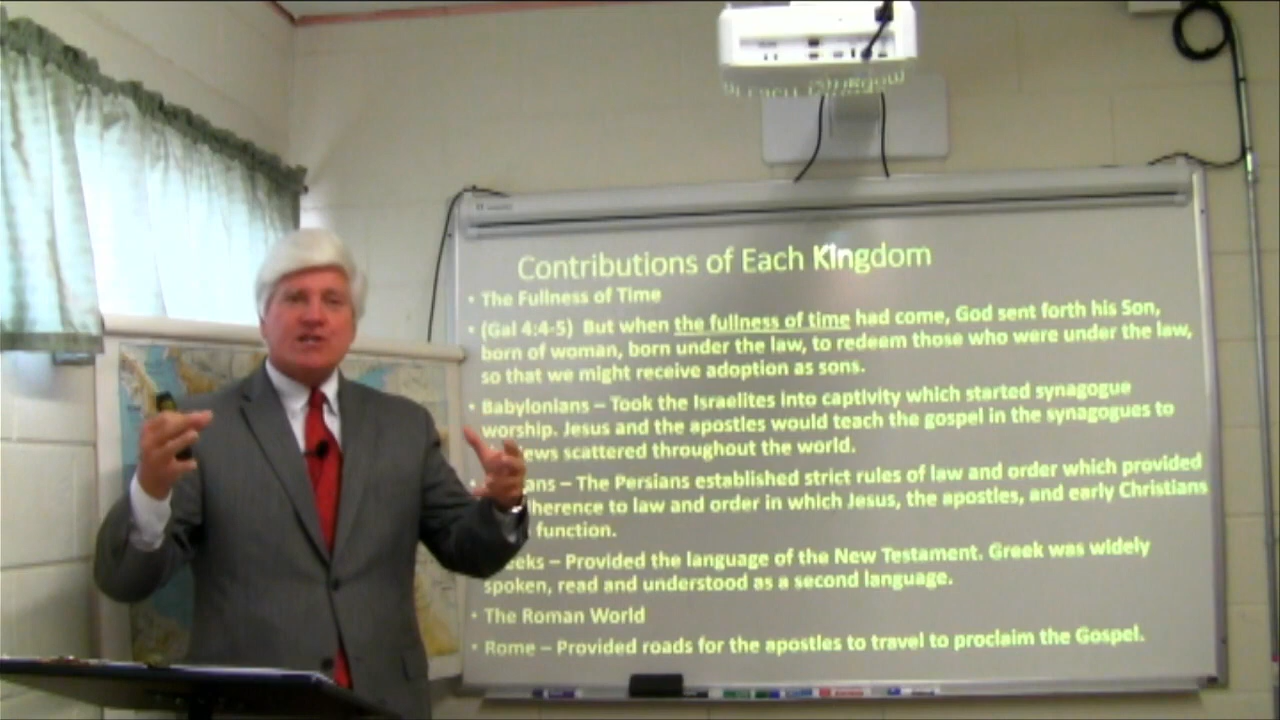 Contributions of Each Kingdom
• The Fullness of Time
• (Gal 4:4-5) But when the fullness of time had come, God sent forth his Son,
born of woman, born under the law, to redeem those who were under the law,
so that we might receive adoption as sons.
• Babylonians – Took the Israelites into captivity which started synagogue
worship. Jesus and the apostles would teach the gospel in the synagogues to
ews scattered throughout the world.
• ans – The Persians established strict rules of law and order which provided
herence to law and order in which Jesus, the apostles, and early Christians
function.
eeks – Provided the language of the New Testament. Greek was widely
spoken, read and understood as a second language.
• The Roman World
• Rome – Provided roads for the apostles to travel to proclaim the Gospel.